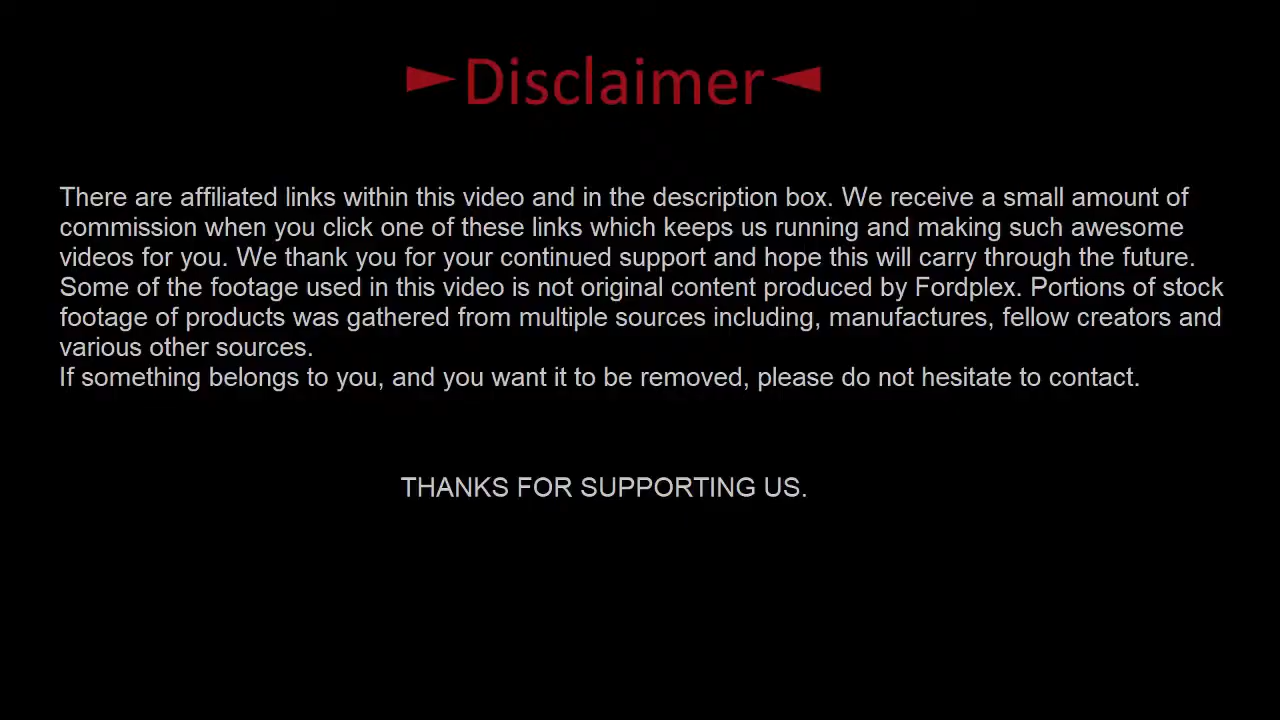 ►Disclaimer◄
There are affiliated links within this video and in the description box. We receive a small amount of
commission when you click one of these links which keeps us running and making such awesome
videos for you. We thank you for your continued support and hope this will carry through the future.
Some of the footage used in this video is not original content produced by Fordplex. Portions of stock
footage of products was gathered from multiple sources including, manufactures, fellow creators and
various other sources.
If something belongs to you, and you want it to be removed, please do not hesitate to contact.
THANKS FOR SUPPORTING US.